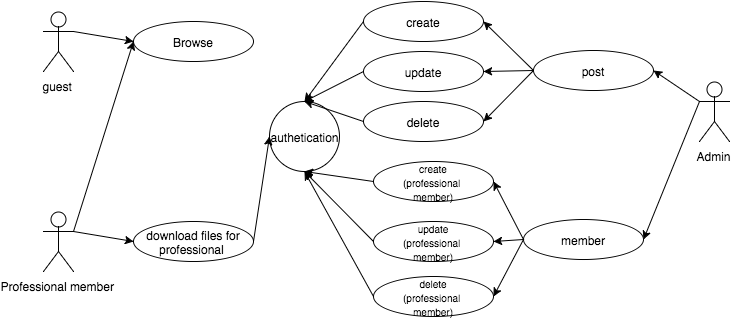 guest
Browse
create
update
delete
post
Admin
authetication
create
(professional
member)
update
(professional
member)
delete
(professional
member)
member
download files for
professional
Professional member